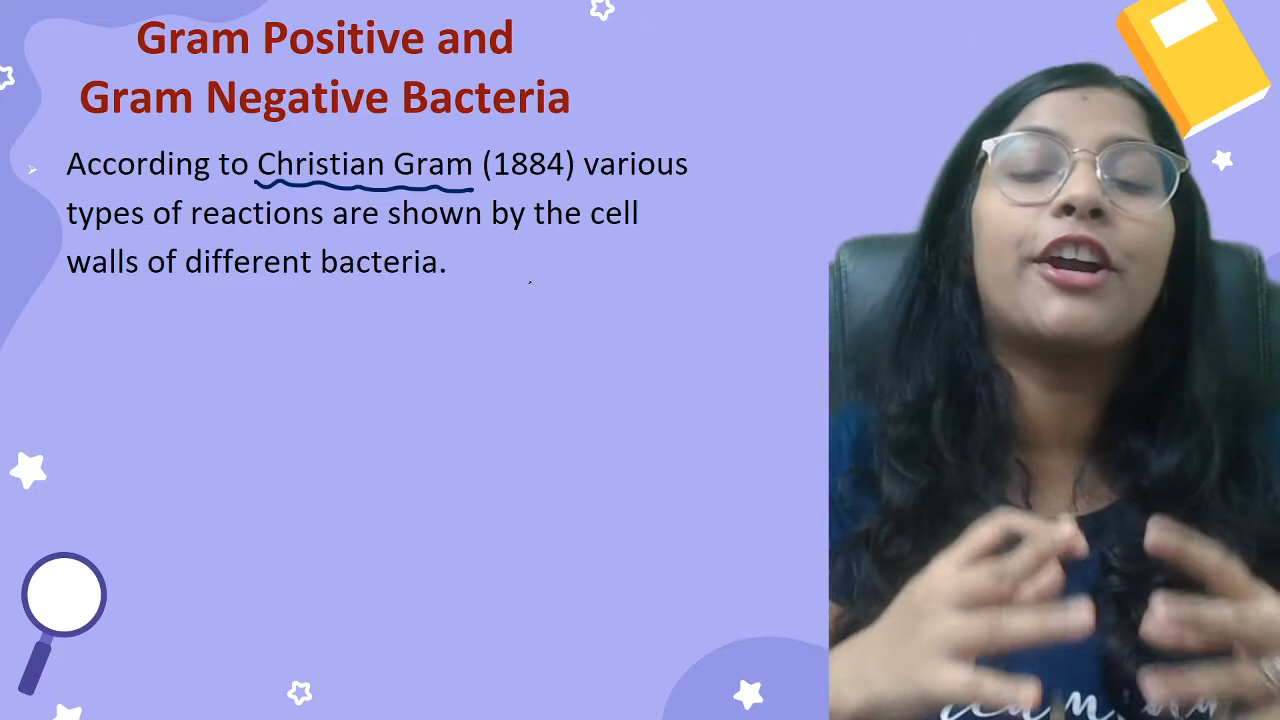 Gram Positive and
Gram Negative Bacteria
According to Christian Gram (1884) various
types of reactions are shown by the cell
walls of different bacteria.